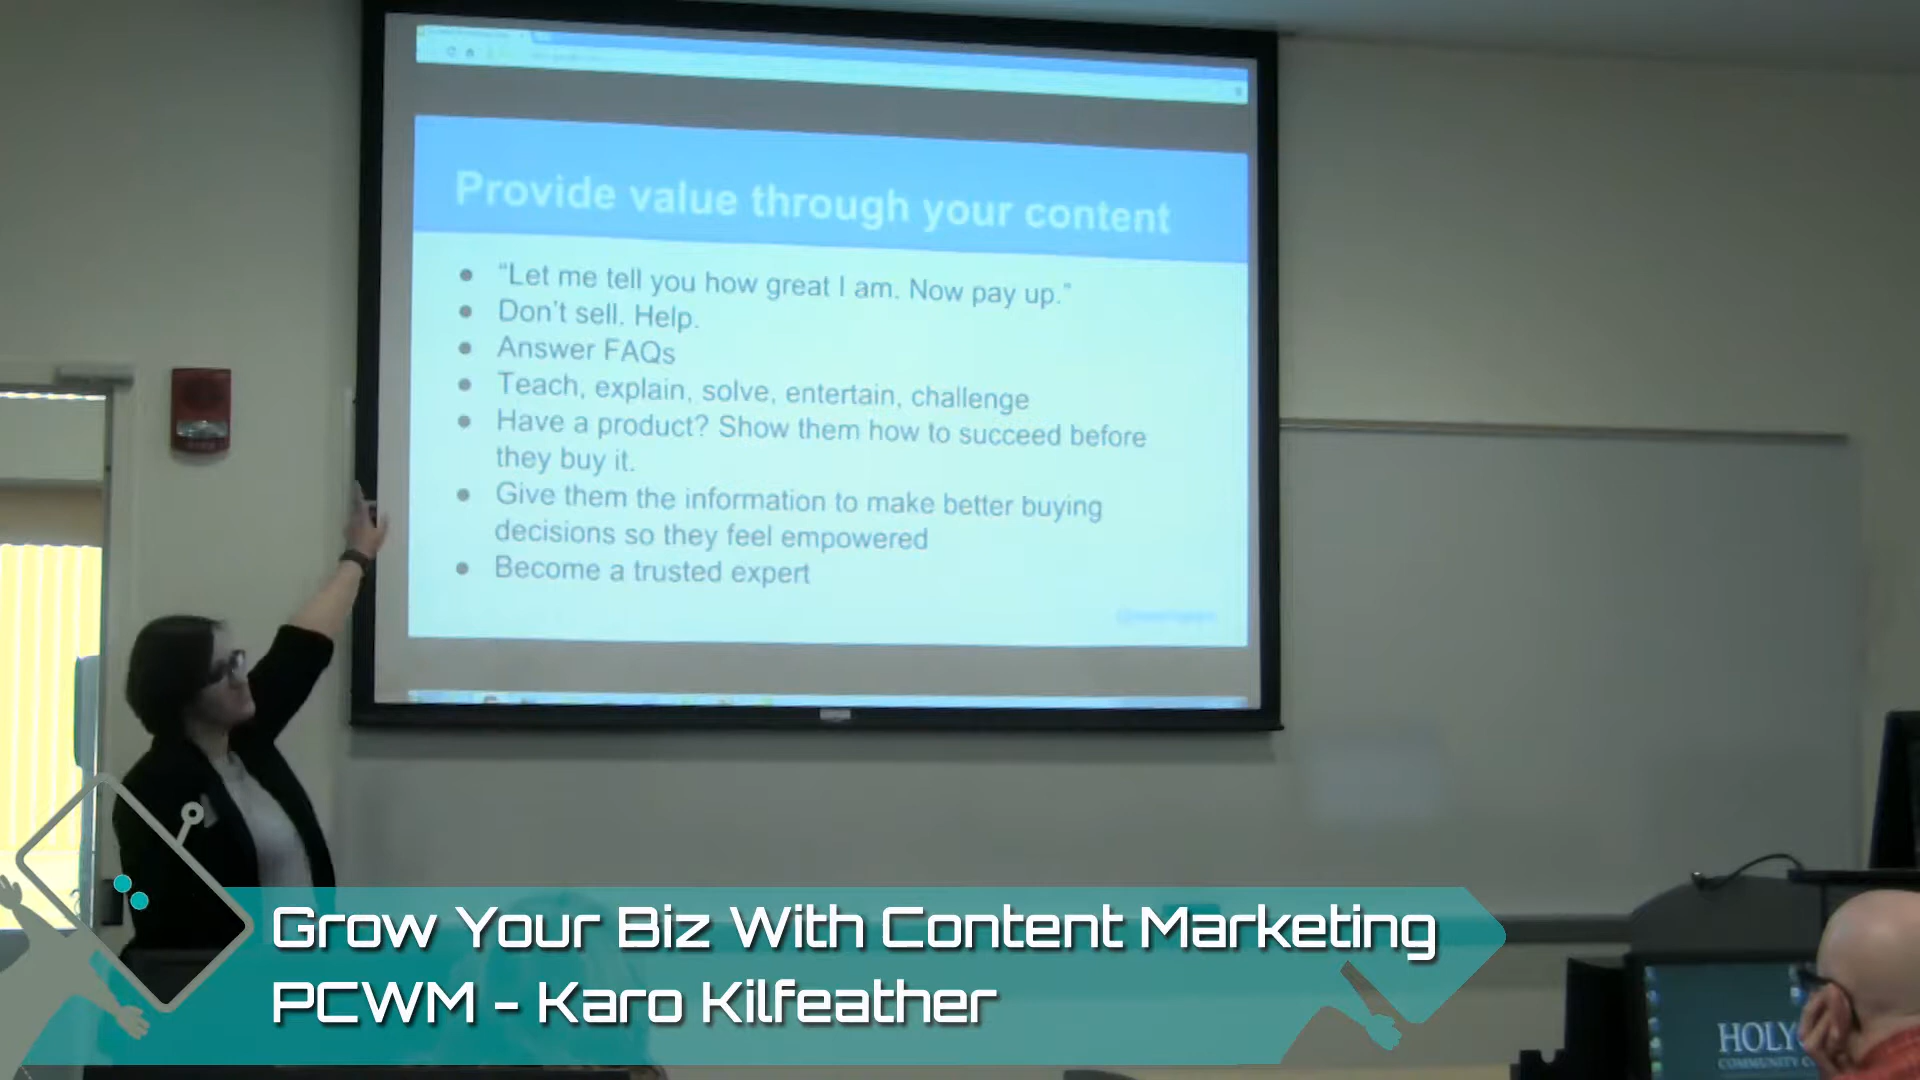 Provide value through your content
● “Let me tell you how great I am. Now pay up.”
● Don’t sell. Help.
● Answer FAQs
● Teach, explain, solve, entertain, challenge
● Have a product? Show them how to succeed before
they buy it.
● Give them the information to make better buying
decisions so they feel empowered
● Become a trusted expert
Grow Your Biz With Content Marketing
PCWM - Karo Kilfeather
HOLY
COMMUNITY